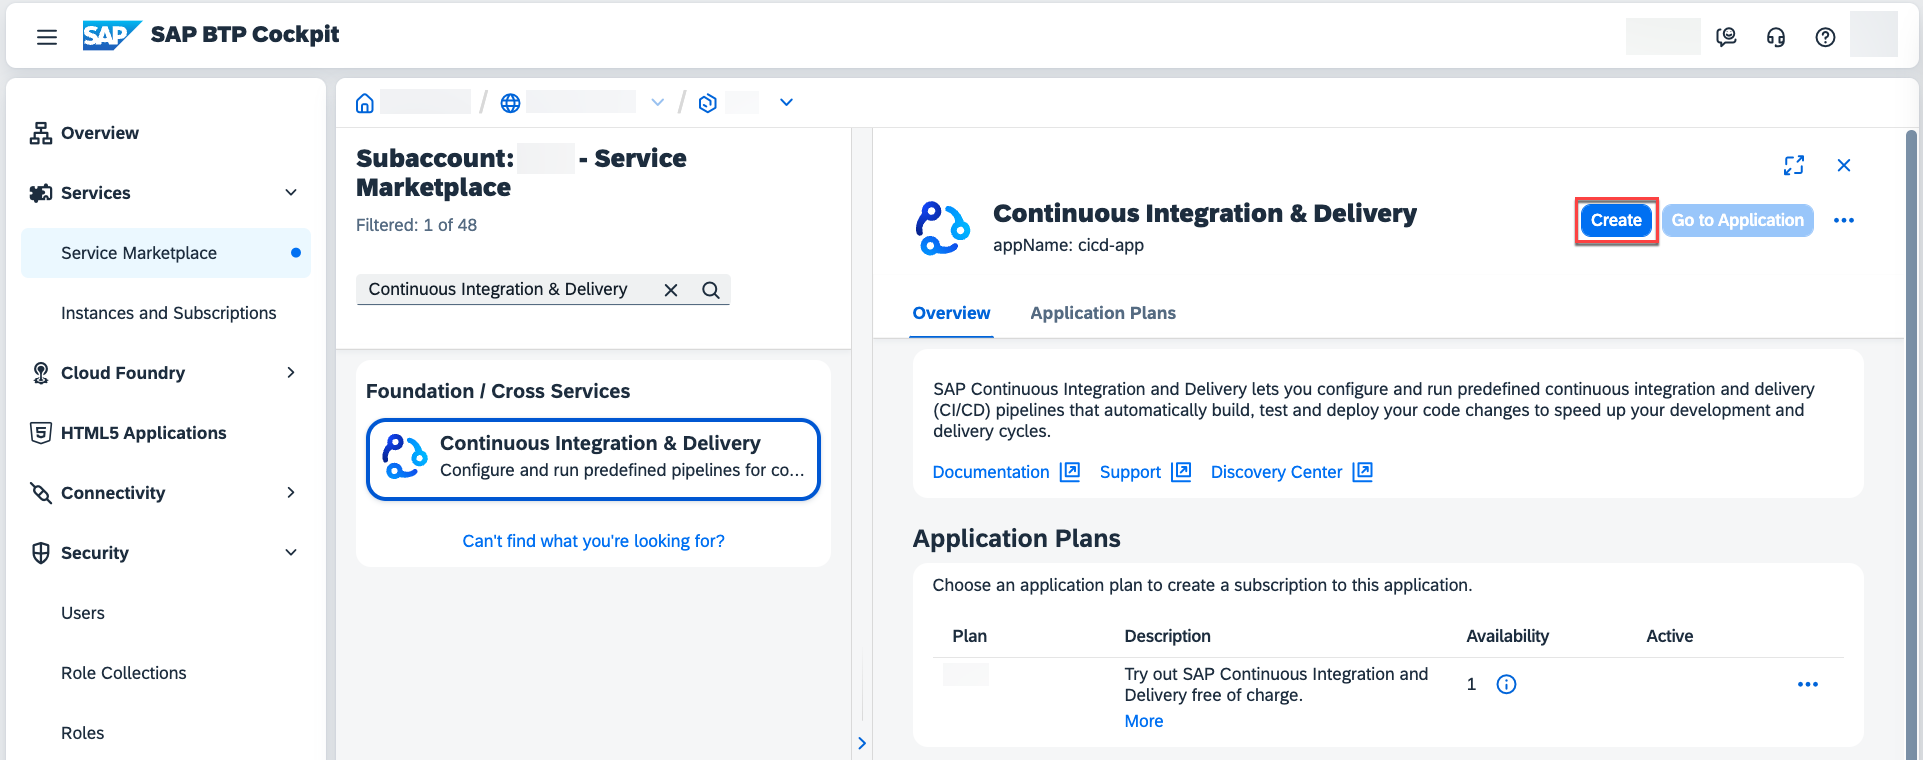 SAP SAP BTP Cockpit
Overview
Services
Service Marketplace
Instances and Subscriptions
Cloud Foundry
HTML5 Applications
Connectivity
Security
Users
Role Collections
Roles
/ /
Subaccount: - Service
Marketplace
Filtered: 1 of 48
Continuous Integration & Delivery
Foundation / Cross Services
Continuous Integration & Delivery
Configure and run predefined pipelines for co...
Can't find what you're looking for?
Continuous Integration & Delivery
appName: cicd-app
Create Go to Application
Overview Application Plans
SAP Continuous Integration and Delivery lets you configure and run predefined continuous integration and delivery
(CI/CD) pipelines that automatically build, test and deploy your code changes to speed up your development and
delivery cycles.
Documentation Support Discovery Center
Application Plans
Choose an application plan to create a subscription to this application.
Plan Description Availability Active
Try out SAP Continuous Integration and
Delivery free of charge.
1
More